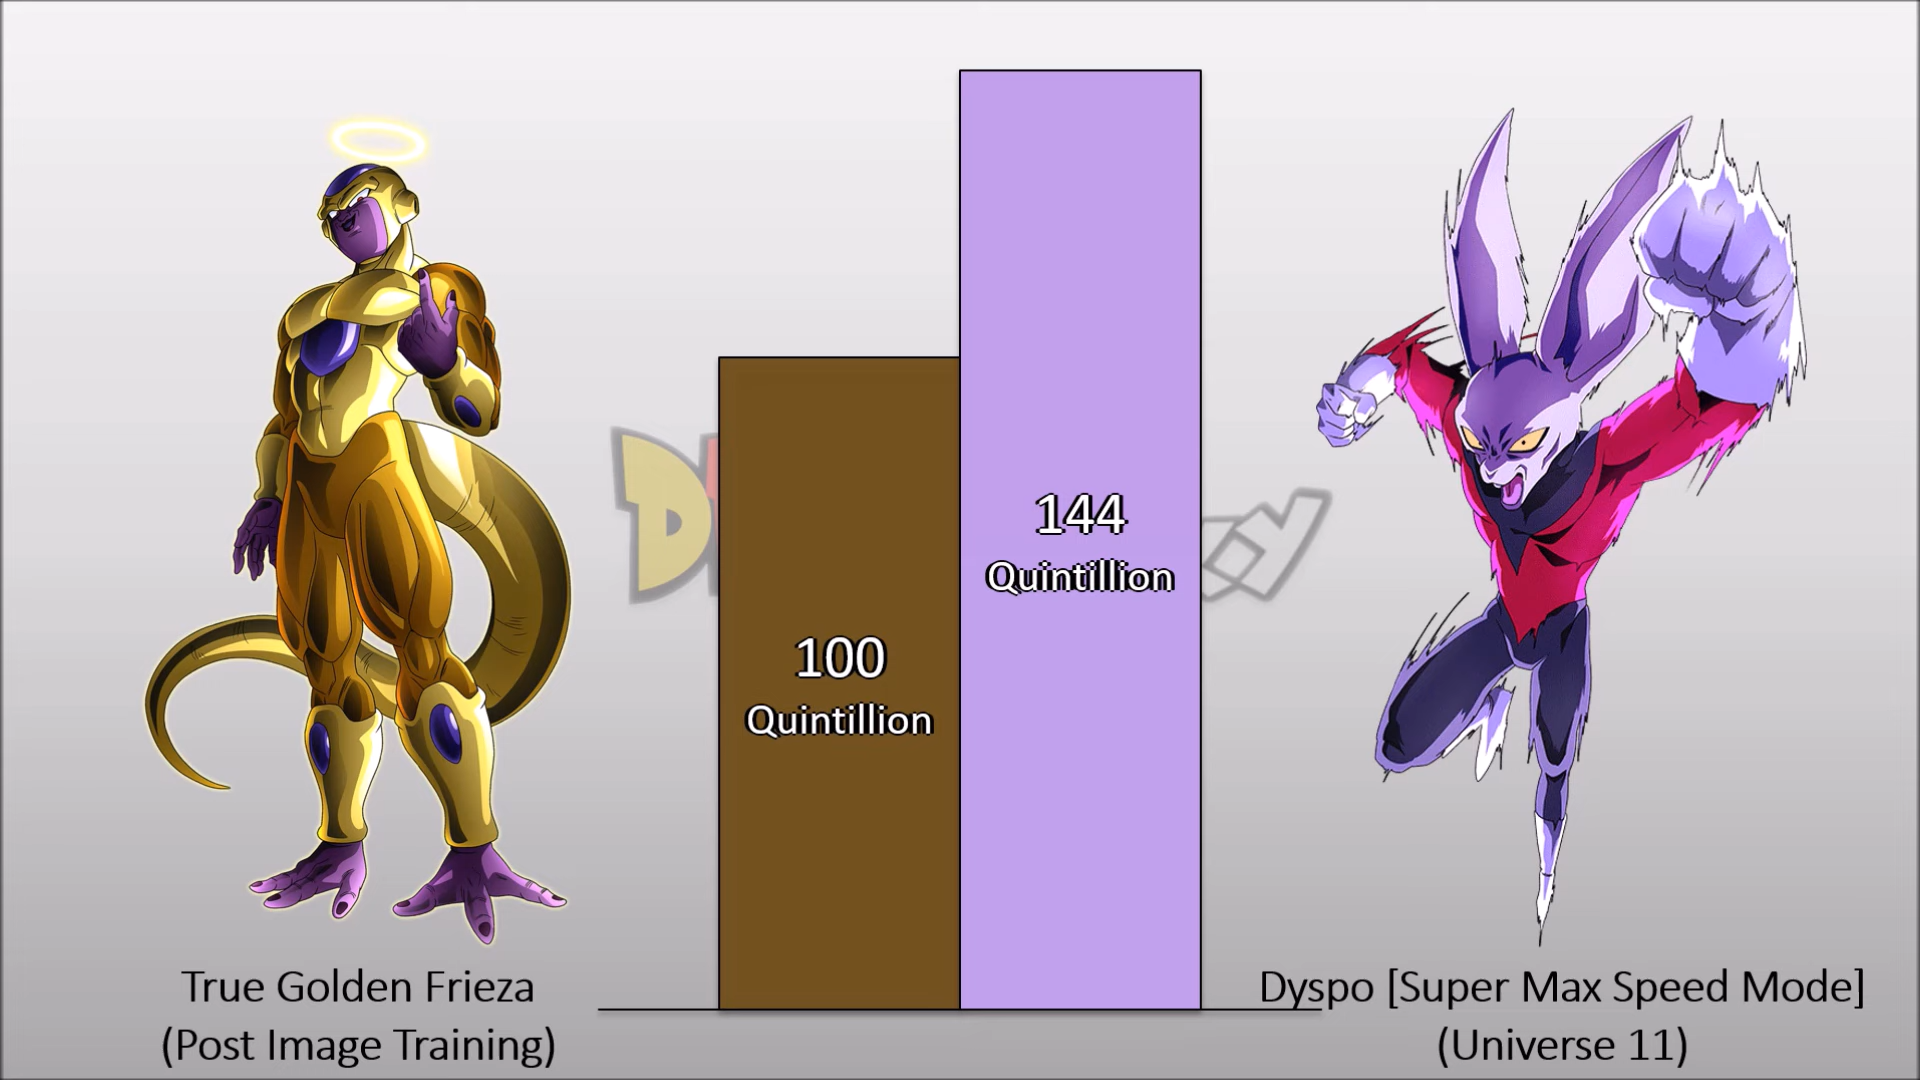 100
Quintillion
144
Quintillion
True Golden Frieza
(Post Image Training)
Dyspo [Super Max Speed Mode]
(Universe 11)